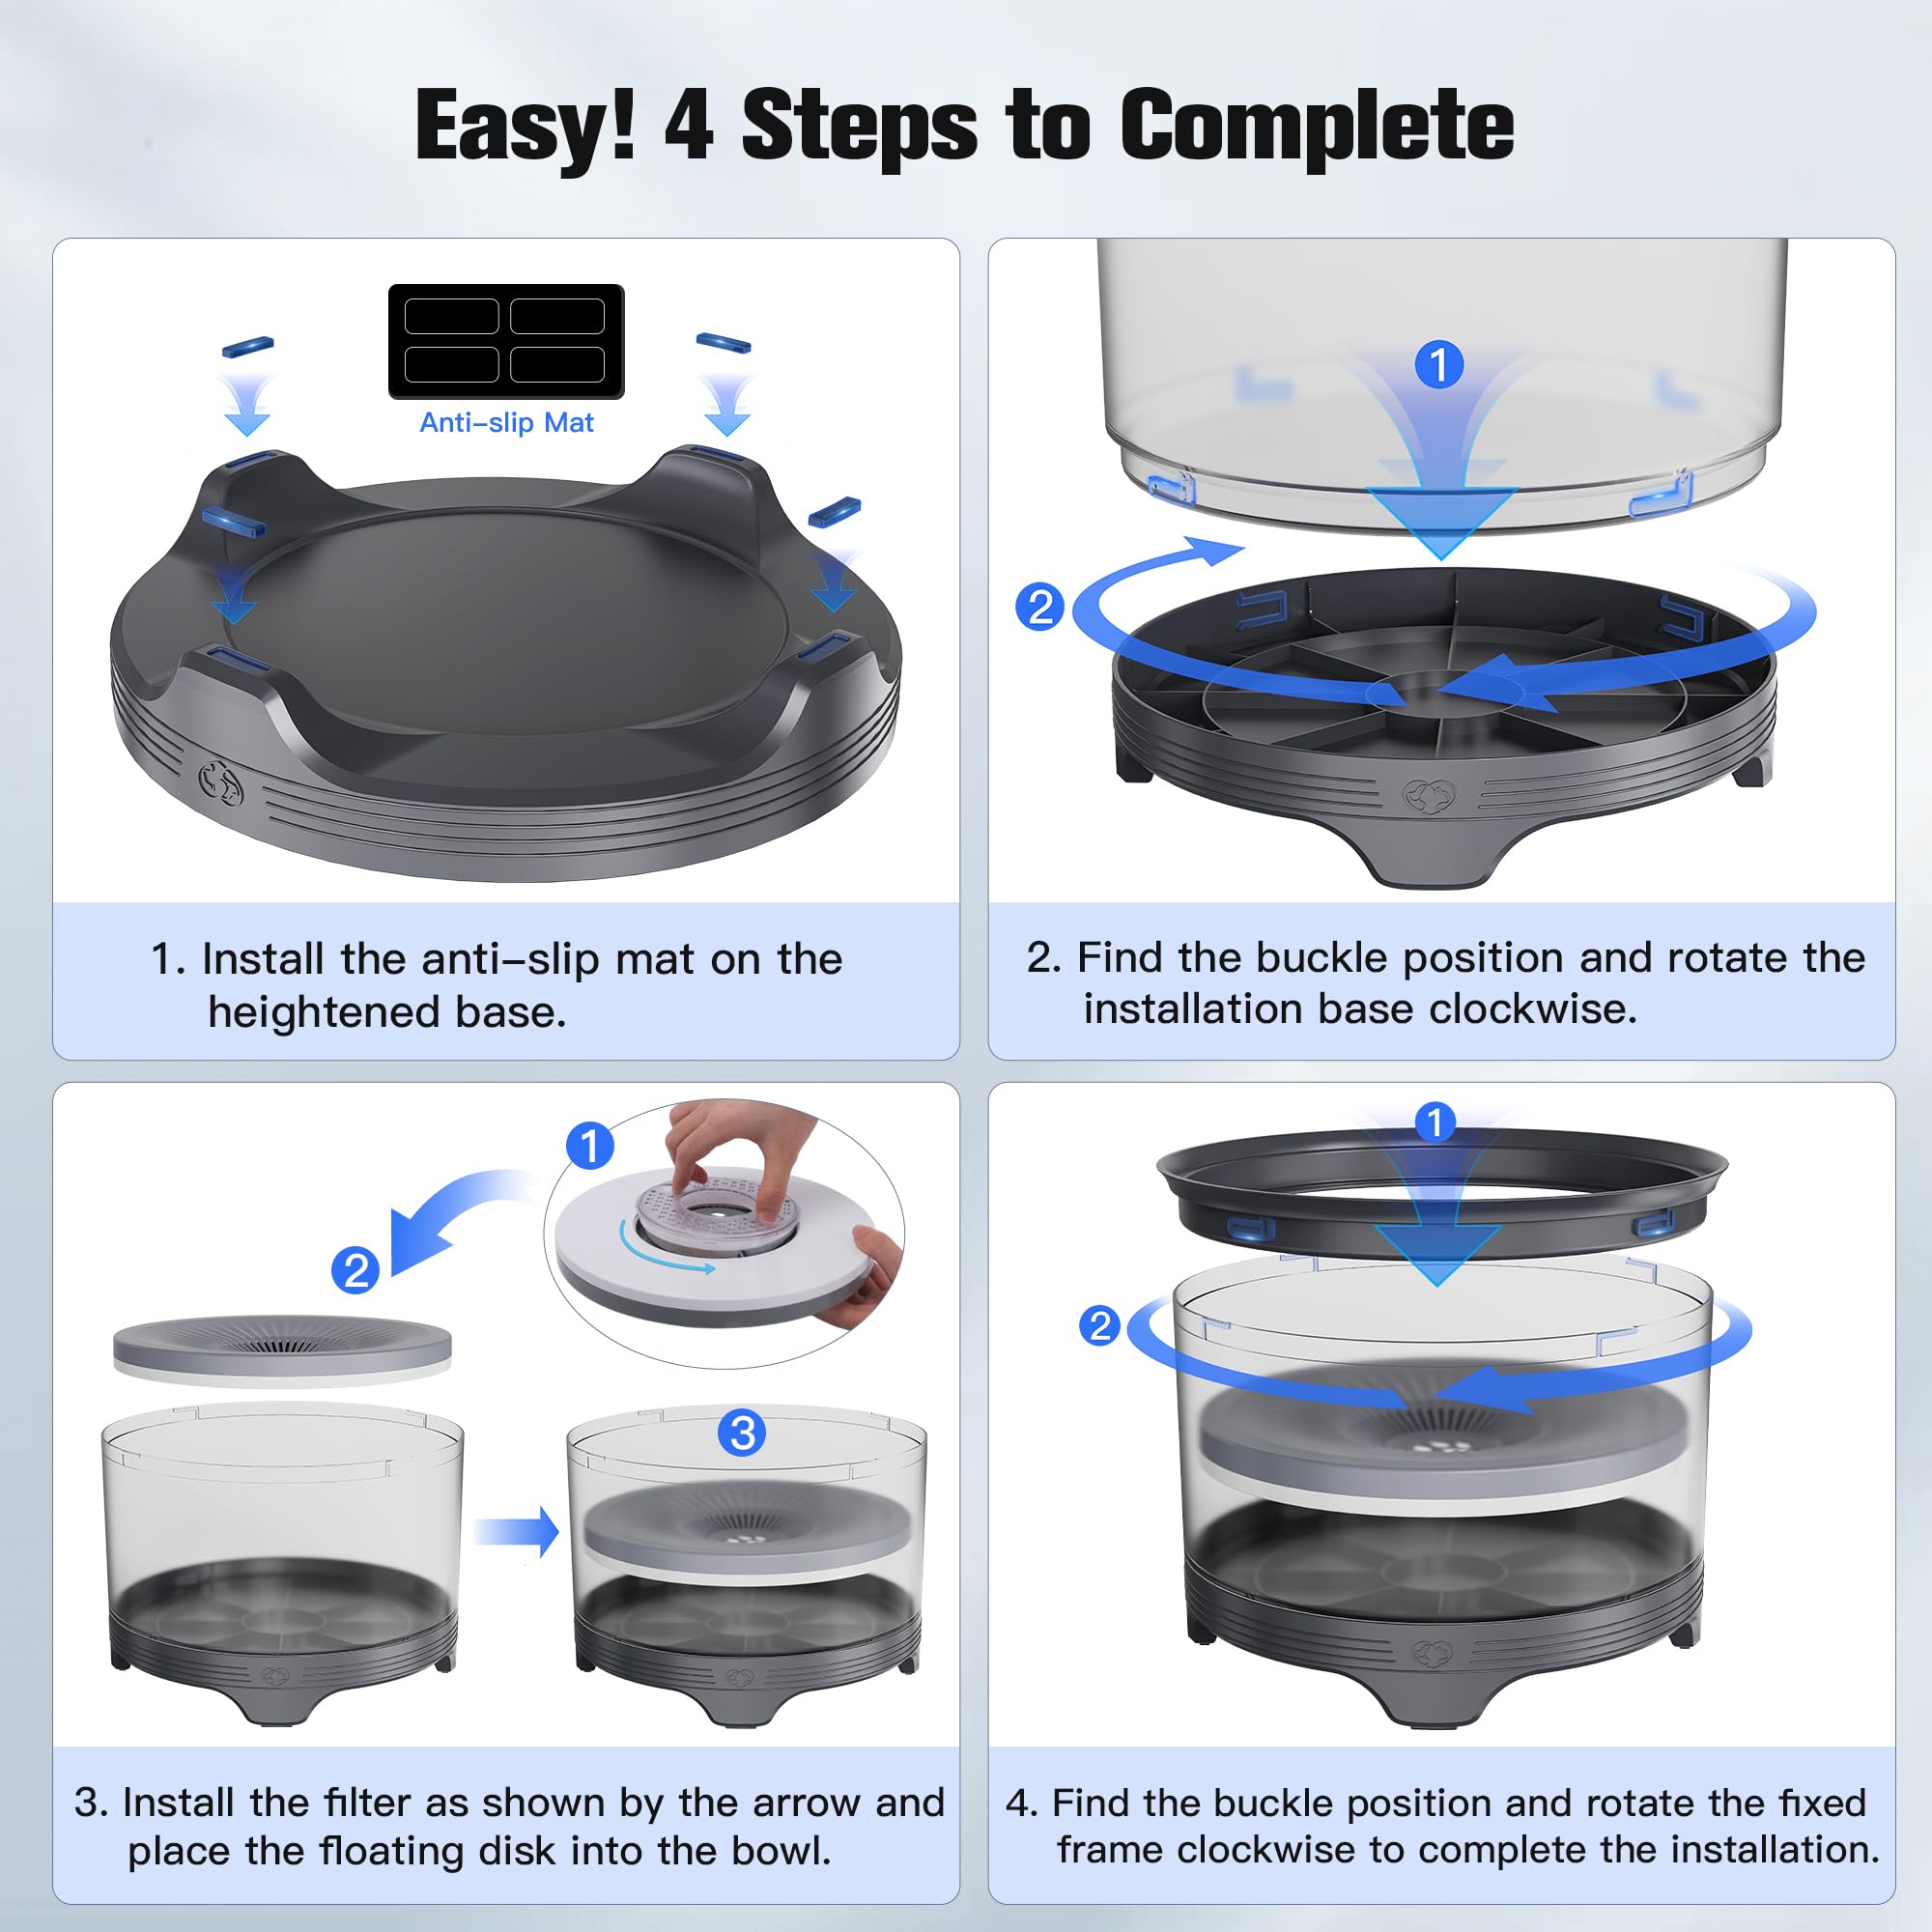 Easy! 4 Steps to Complete
Anti-slip Mat
1. Install the anti-slip mat on the
heightened base.
1
2
2. Find the buckle position and rotate the
installation base clockwise.
1
2
3
3. Install the filter as shown by the arrow and
place the floating disk into the bowl.
1
2
4. Find the buckle position and rotate the fixed
frame clockwise to complete the installation.